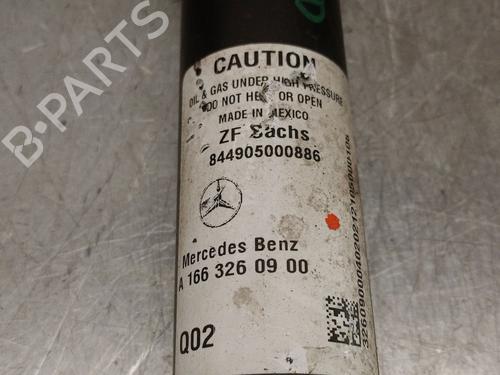 B-PARTS
CAUTION
OIL & GAS UNDER HIGH PRESSURE
DO NOT HEAT OR OPEN
MADE IN MEXICO
ZF Sachs
844905000886
Mercedes Benz
A 166 326 09 00
Q02